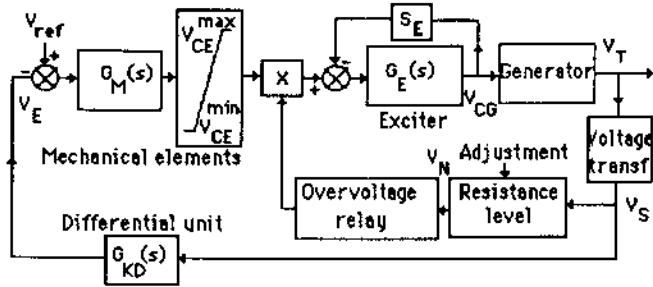 V_ref
+
-
V_E
G_M(s)
V_CE^max
V_CE^min
Mechanical elements
X
+
-
S_E
G_E(s)
Exciter
V_CG
Generator
V_T
Voltage
transf
V_S
Adjustment
Resistance
level
V_N
Overvoltage
relay
Differential unit
G_KD(s)